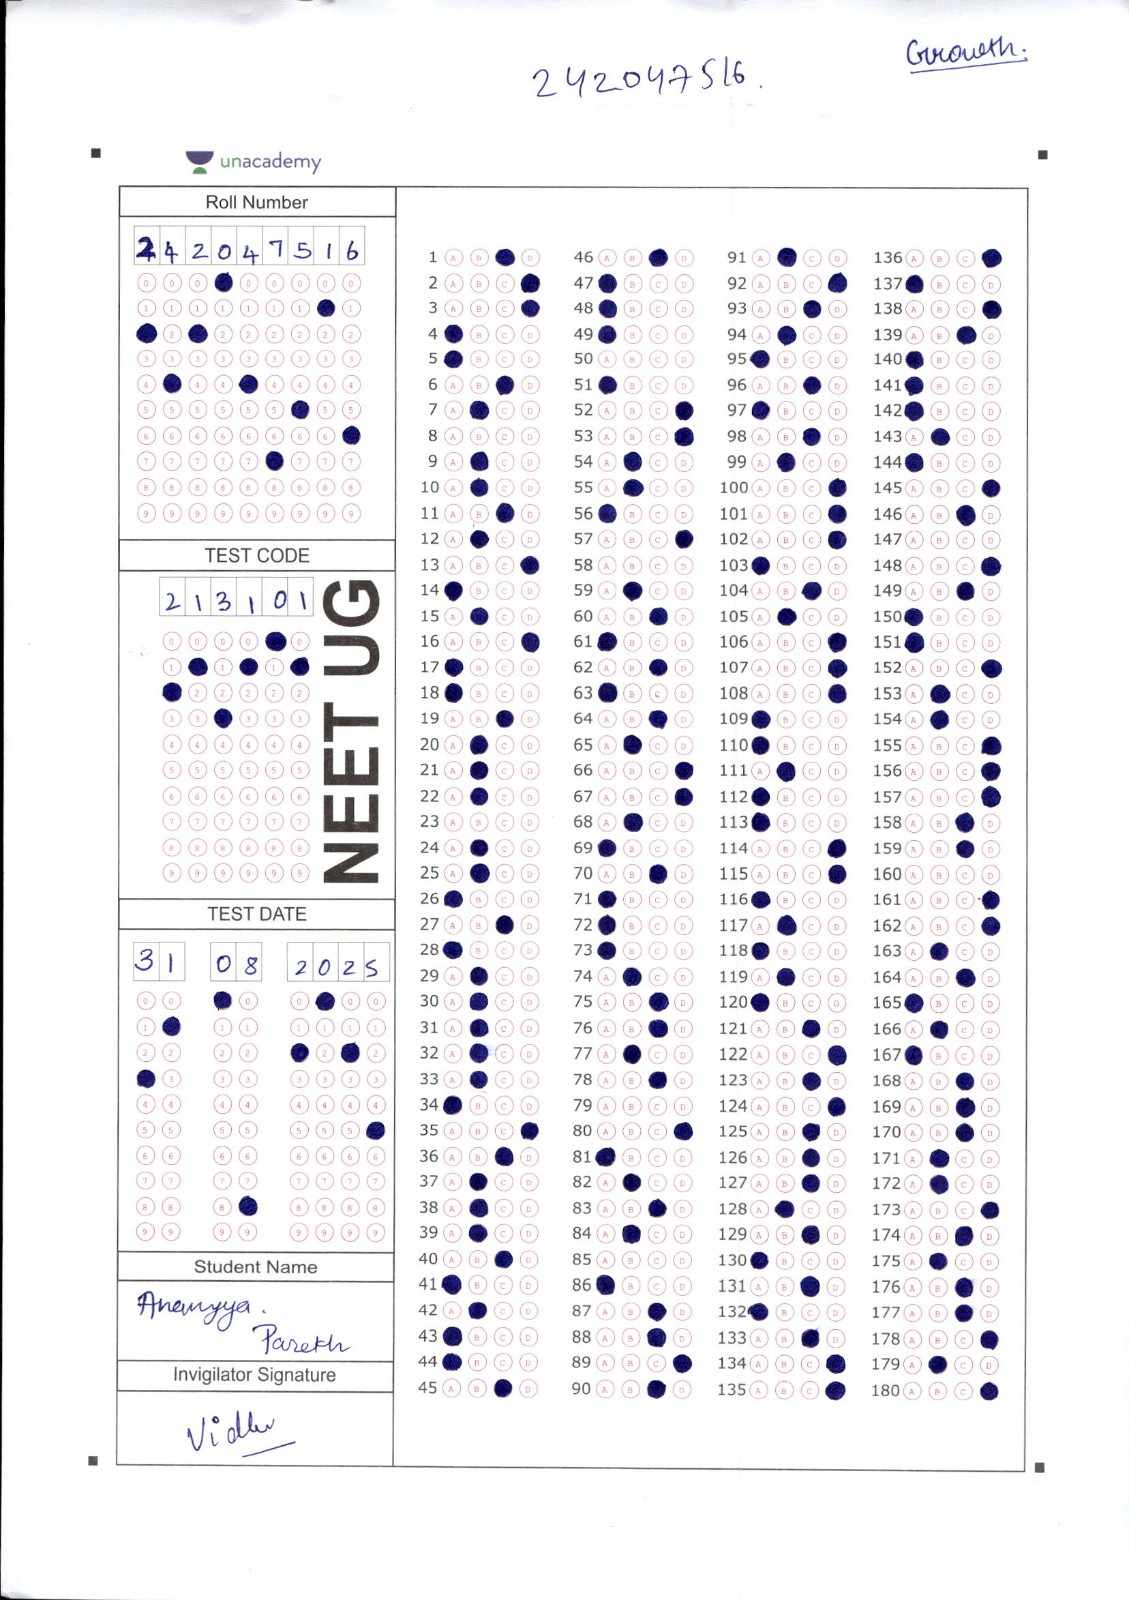 Growth.
242047516.
unacademy
Roll Number
2 4 2 0 4 7 5 1 6
TEST CODE
2 1 3 1 0 1
NEET UG
TEST DATE
3 1 0 8 2 0 2 5
Student Name
Ananyya.
Parekh
Invigilator Signature
Vidhu
1 A B D 46 A B D 91 A C D 136 A B C
2 A B C 47 B C D 92 A B C 137 B C D
3 A B C 48 B C D 93 A B D 138 A B C
4 B C D 49 B C D 94 A C D 139 A B D
5 B C D 50 A B C D 95 B C D 140 B C D
6 A B D 51 B C D 96 A B D 141 B C D
7 A C D 52 A B C 97 B C D 142 B C D
8 A B C D 53 A B C 98 A B D 143 A C D
9 A C D 54 A C D 99 A C D 144 B C D
10 A C D 55 A C D 100 A B C 145 A B C
11 A B D 56 B C D 101 A B C 146 A B D
12 A C D 57 A B C 102 A B C 147 A B C D
13 A B C 58 A B C D 103 B C D 148 A B C
14 B C D 59 A C D 104 A B D 149 A B D
15 A C D 60 A B D 105 A C D 150 B C D
16 A B C 61 B C D 106 A B C 151 B C D
17 B C D 62 A B D 107 A B C 152 A B C
18 B C D 63 B C D 108 A B C 153 A C D
19 A B D 64 A B D 109 B C D 154 A C D
20 A C D 65 A C D 110 B C D 155 A B C
21 A C D 66 A B C 111 A C D 156 A B C
22 A C D 67 A B C 112 B C D 157 A B C
23 A B C D 68 A C D 113 B C D 158 A B D
24 A C D 69 B C D 114 A B C 159 A B D
25 A C D 70 A B D 115 A B C 160 A B C D
26 B C D 71 B C D 116 B C D 161 A B C
27 A B D 72 B C D 117 A C D 162 A B C
28 B C D 73 B C D 118 B C D 163 A C D
29 A C D 74 A C D 119 A C D 164 A B D
30 A C D 75 A B D 120 B C D 165 B C D
31 A C D 76 A B D 121 A B D 166 A C D
32 A C D 77 A C D 122 A B C 167 B C D
33 A C D 78 A B D 123 A B D 168 A B D
34 B C D 79 A B C D 124 A B C 169 A B D
35 A B C 80 A B C 125 A B D 170 A B D
36 A B D 81 B C D 126 A B D 171 A C D
37 A C D 82 A C D 127 A B D 172 A C D
38 A C D 83 A B D 128 A C D 173 A B C
39 A C D 84 A C D 129 A B D 174 A B D
40 A B D 85 A B C D 130 B C D 175 A C D
41 B C D 86 B C D 131 A B D 176 A B D
42 A C D 87 A B D 132 B C D 177 A B D
43 B C D 88 A B D 133 A B D 178 A B C
44 B C D 89 A B C 134 A B C 179 A C D
45 A B D 90 A B D 135 A B C 180 A B C